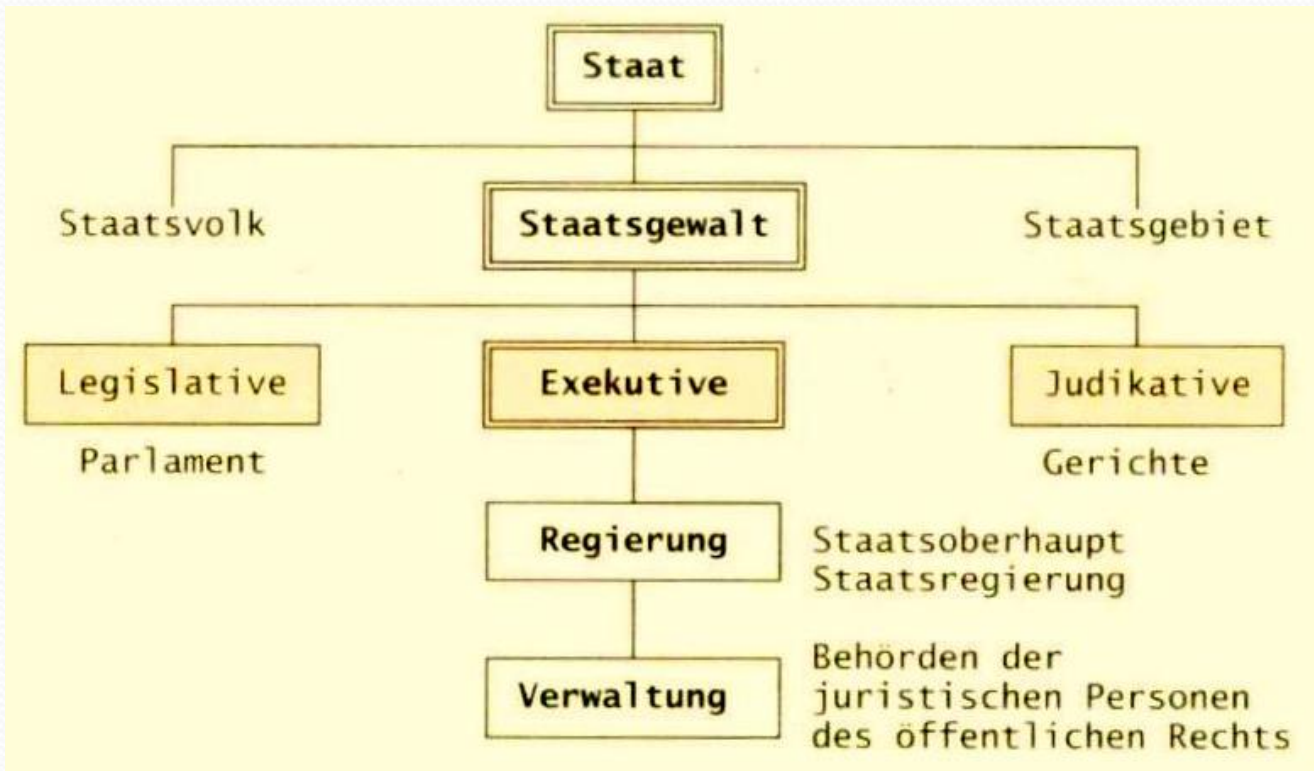 Staat
Staatsvolk
Staatsgewalt
Staatsgebiet
Legislative
Exekutive
Judikative
Parlament
Gerichte
Regierung
Staatsoberhaupt
Staatsregierung
Verwaltung
Behörden der
juristischen Personen
des öffentlichen Rechts